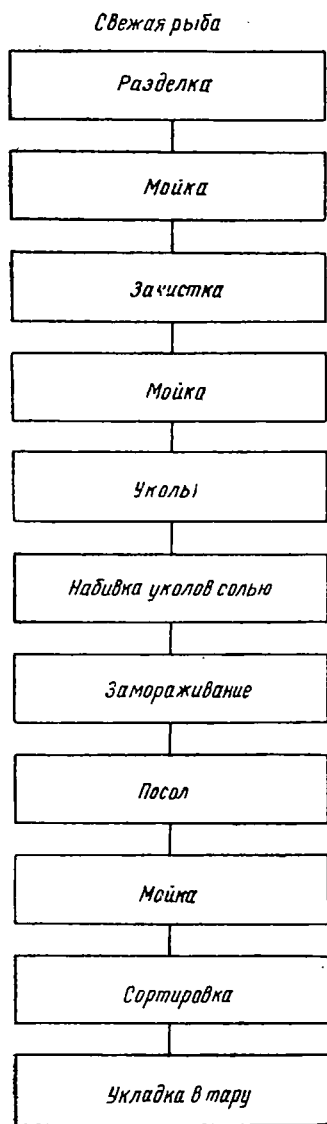 Свежая рыба
Разделка
Мойка
Зачистка
Мойка
Уколы
Набивка уколов солью
Замораживание
Посол
Мойка
Сортировка
Укладка в тару